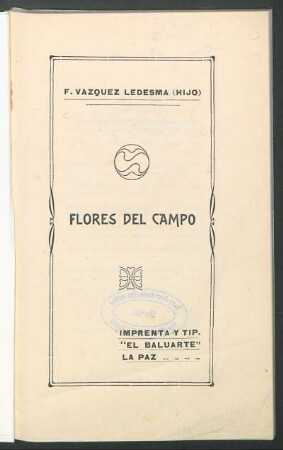 F. VAZQUEZ LEDESMA (HIJO)
FLORES DEL CAMPO
IMPRENTA Y TIP.
"EL BALUARTE"
LA PAZ